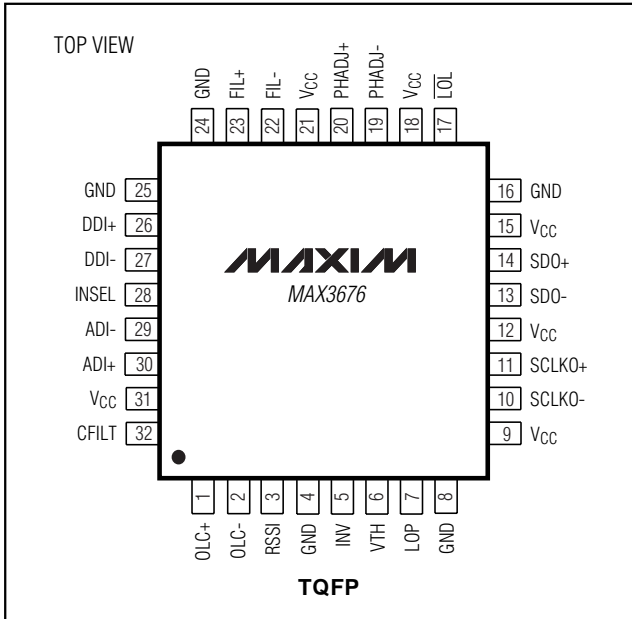 TOP VIEW
GND
FIL+
FIL-
VCC
PHADJ+
PHADJ-
VCC
LOL
24
23
22
21
20
19
18
17
GND 25
DDI+ 26
DDI- 27
INSEL 28
ADI- 29
ADI+ 30
VCC 31
CFILT 32
MAXIM
MAX3676
16 GND
15 VCC
14 SDO+
13 SDO-
12 VCC
11 SCLKO+
10 SCLKO-
9 VCC
1
2
3
4
5
6
7
8
OLC+
OLC-
RSSI
GND
INV
VTH
LOP
GND
TQFP